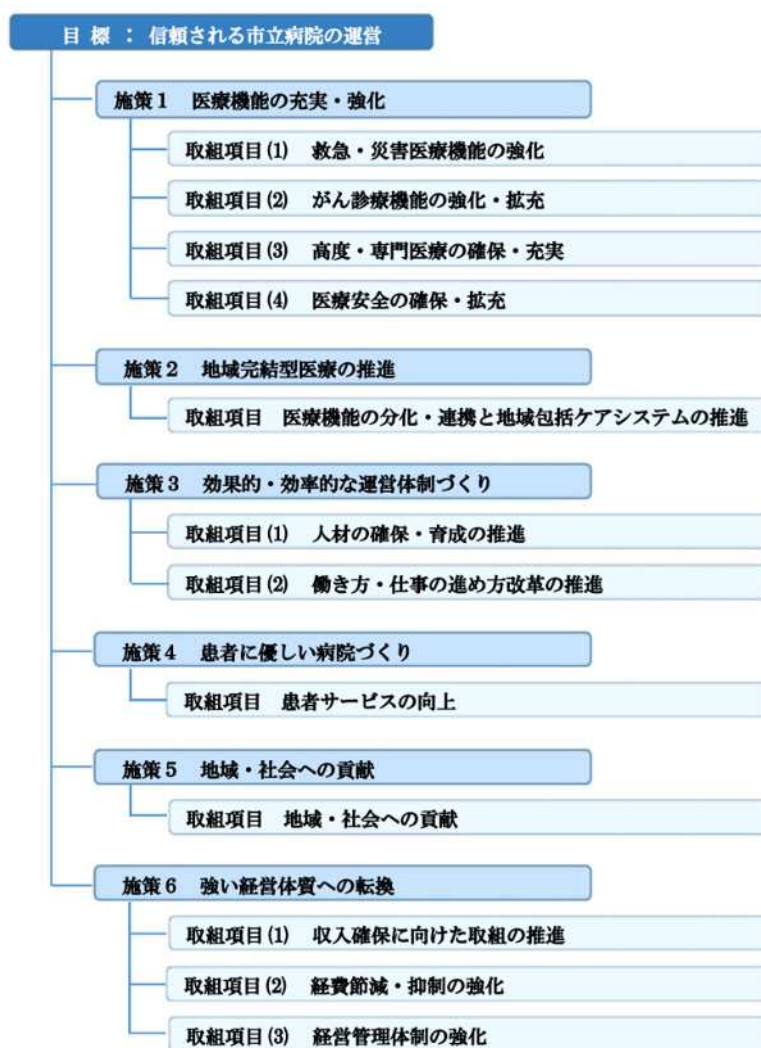 目 標 ： 信頼される市立病院の運営
施策１　医療機能の充実・強化
取組項目(1)　救急・災害医療機能の強化
取組項目(2)　がん診療機能の強化・拡充
取組項目(3)　高度・専門医療の確保・充実
取組項目(4)　医療安全の確保・拡充
施策２　地域完結型医療の推進
取組項目　医療機能の分化・連携と地域包括ケアシステムの推進
施策３　効果的・効率的な運営体制づくり
取組項目(1)　人材の確保・育成の推進
取組項目(2)　働き方・仕事の進め方改革の推進
施策４　患者に優しい病院づくり
取組項目　患者サービスの向上
施策５　地域・社会への貢献
取組項目　地域・社会への貢献
施策６　強い経営体質への転換
取組項目(1)　収入確保に向けた取組の推進
取組項目(2)　経費節減・抑制の強化
取組項目(3)　経営管理体制の強化